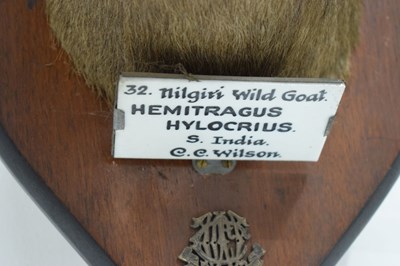 32. Nilgiri Wild Goat.
HEMITRAGUS
HYLOCRIUS.
S. India.
C. C. Wilson.